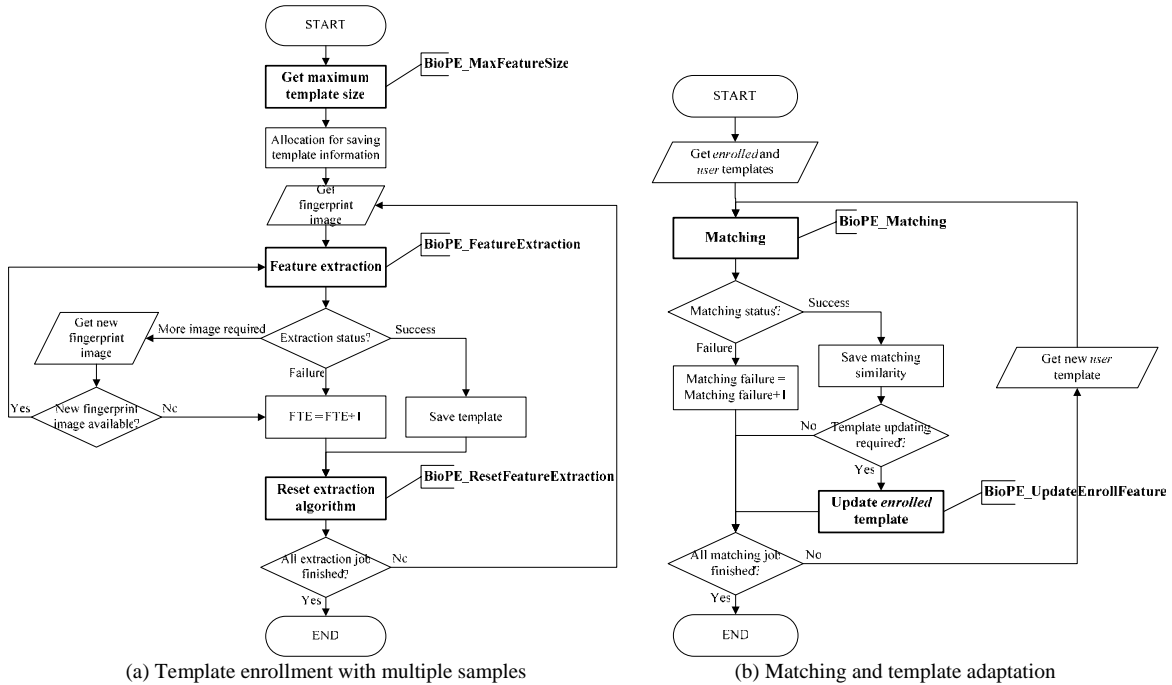 START
Get maximum
template size
BioPE_MaxFeatureSize
Allocation for saving
template information
Get
fingerprint
image
Feature extraction
BioPE_FeatureExtraction
Get new
fingerprint
image
More image required
Extraction status?
Success
Failure
Yes
New fingerprint
image available?
No
FTE=FTE+1
Save template
Reset extraction
algorithm
BioPE_ResetFeatureExtraction
All extraction job
finished?
No
Yes
END
(a) Template enrollment with multiple samples
START
Get enrolled and
user templates
Matching
BioPE_Matching
Matching status?
Success
Failure
Matching failure =
Matching failure+1
Save matching
similarity
Get new user
template
No
Template updating
required?
Yes
Update enrolled
template
BioPE_UpdateEnrollFeature
All matching job
finished?
No
Yes
END
(b) Matching and template adaptation